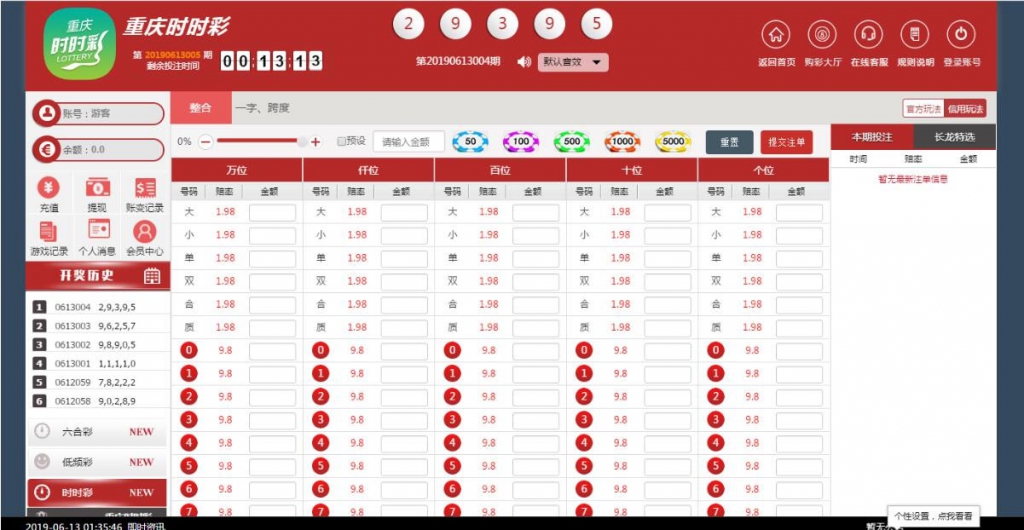 重庆
时时彩
LOTTERY
重庆时时彩
第 20190613005 期
剩余投注时间
00:13:13
2 9 3 9 5
第20190613004期
默认音效
返回首页 购彩大厅 在线客服 规则说明 登录账号
账号：游客
余额：0.0
充值 提现 账变记录
游戏记录 个人消息 会员中心
开奖历史
1 0613004 2,9,3,9,5
2 0613003 9,6,2,5,7
3 0613002 9,8,9,0,5
4 0613001 1,1,1,1,0
5 0612059 7,8,2,2,2
6 0612058 9,0,2,8,9
六合彩 NEW
低频彩 NEW
时时彩 NEW
整合 一字、跨度
官方玩法 信用玩法
0% 预设 请输入金额 50 100 500 1000 5000 重置 提交注单
万位 仟位 百位 十位 个位
号码 赔率 金额 号码 赔率 金额 号码 赔率 金额 号码 赔率 金额 号码 赔率 金额
大 1.98 大 1.98 大 1.98 大 1.98 大 1.98
小 1.98 小 1.98 小 1.98 小 1.98 小 1.98
单 1.98 单 1.98 单 1.98 单 1.98 单 1.98
双 1.98 双 1.98 双 1.98 双 1.98 双 1.98
合 1.98 合 1.98 合 1.98 合 1.98 合 1.98
质 1.98 质 1.98 质 1.98 质 1.98 质 1.98
0 9.8 0 9.8 0 9.8 0 9.8 0 9.8
1 9.8 1 9.8 1 9.8 1 9.8 1 9.8
2 9.8 2 9.8 2 9.8 2 9.8 2 9.8
3 9.8 3 9.8 3 9.8 3 9.8 3 9.8
4 9.8 4 9.8 4 9.8 4 9.8 4 9.8
5 9.8 5 9.8 5 9.8 5 9.8 5 9.8
6 9.8 6 9.8 6 9.8 6 9.8 6 9.8
7 9.8 7 9.8 7 9.8 7 9.8 7 9.8
本期投注 长龙特选
时间 赔率 金额
暂无最新注单信息
2019-06-13 01:35:46 即时资讯
个性设置，点我看看